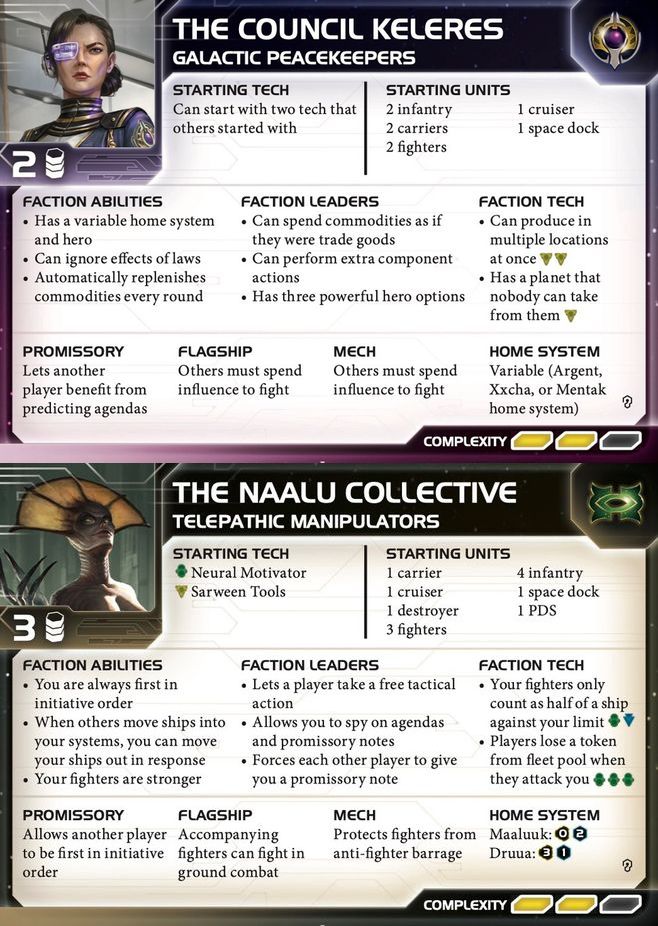 THE COUNCIL KELERES
GALACTIC PEACEKEEPERS
STARTING TECH
Can start with two tech that
others started with
STARTING UNITS
2 infantry
2 carriers
2 fighters
1 cruiser
1 space dock
2
FACTION ABILITIES
• Has a variable home system
and hero
• Can ignore effects of laws
• Automatically replenishes
commodities every round
FACTION LEADERS
• Can spend commodities as if
they were trade goods
• Can perform extra component
actions
• Has three powerful hero options
FACTION TECH
• Can produce in
multiple locations
at once
• Has a planet that
nobody can take
from them
PROMISSORY
Lets another
player benefit from
predicting agendas
FLAGSHIP
Others must spend
influence to fight
MECH
Others must spend
influence to fight
HOME SYSTEM
Variable (Argent,
Xxcha, or Mentak
home system)
COMPLEXITY
THE NAALU COLLECTIVE
TELEPATHIC MANIPULATORS
STARTING TECH
Neural Motivator
Sarween Tools
STARTING UNITS
1 carrier
1 cruiser
1 destroyer
3 fighters
4 infantry
1 space dock
1 PDS
3
FACTION ABILITIES
• You are always first in
initiative order
• When others move ships into
your systems, you can move
your ships out in response
• Your fighters are stronger
FACTION LEADERS
• Lets a player take a free tactical
action
• Allows you to spy on agendas
and promissory notes
• Forces each other player to give
you a promissory note
FACTION TECH
• Your fighters only
count as half of a ship
against your limit
• Players lose a token
from fleet pool when
they attack you
PROMISSORY
Allows another player
to be first in initiative
order
FLAGSHIP
Accompanying
fighters can fight in
ground combat
MECH
Protects fighters from
anti-fighter barrage
HOME SYSTEM
Maaluuk: 0 2
Druua: 3 1
COMPLEXITY